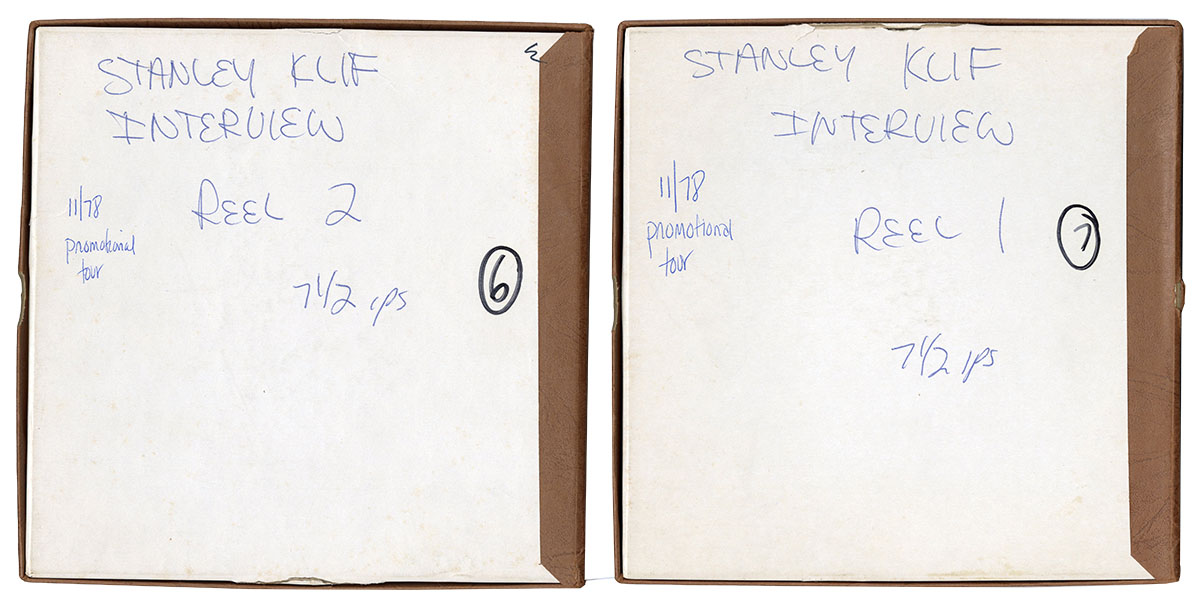 STANLEY KLIF
INTERVIEW
11/78
REEL 2
promotional
tour
7 1/2 ips
6
STANLEY KLIF
INTERVIEW
11/78
REEL 1
promotional
tour
7
7 1/2 ips